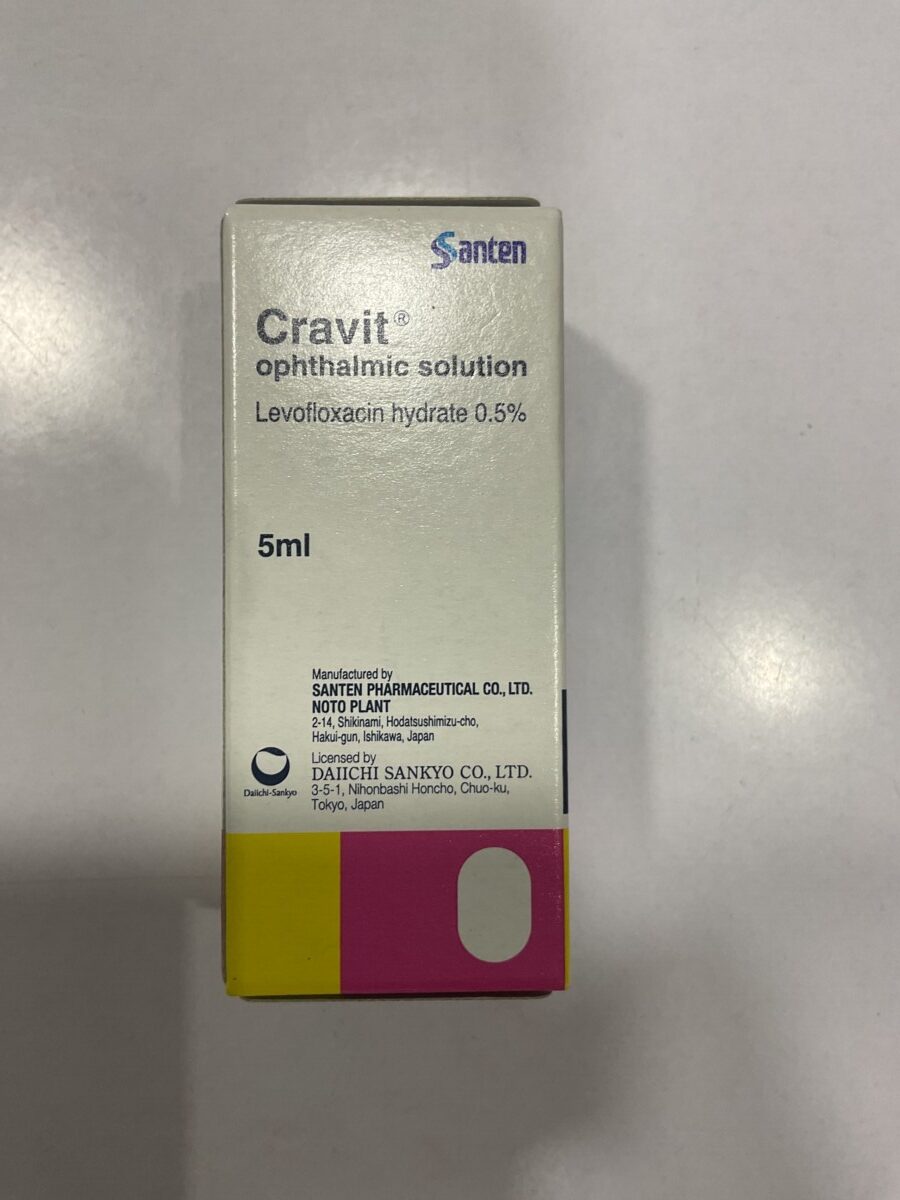 Santen
Cravit®
ophthalmic solution
Levofloxacin hydrate 0.5%
5ml
Manufactured by
SANTEN PHARMACEUTICAL CO., LTD.
NOTO PLANT
2-14, Shikinami, Hodatsushimizu-cho,
Hakui-gun, Ishikawa, Japan
Licensed by
DAIICHI SANKYO CO., LTD.
3-5-1, Nihonbashi Honcho, Chuo-ku,
Tokyo, Japan
Daiichi-Sankyo